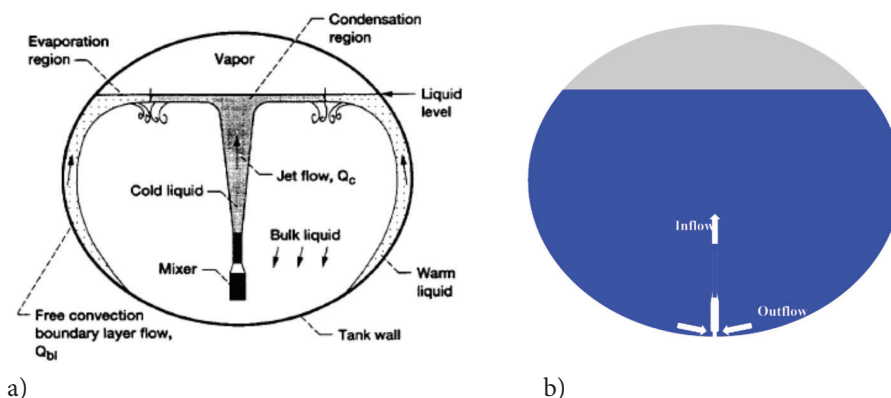 Condensation
region
Evaporation
region
Vapor
Liquid
level
Jet flow, Qc
Cold liquid
Bulk liquid
Mixer
Warm
liquid
Free convection
boundary layer flow,
Qbl
Tank wall
a)
Inflow
Outflow
b)